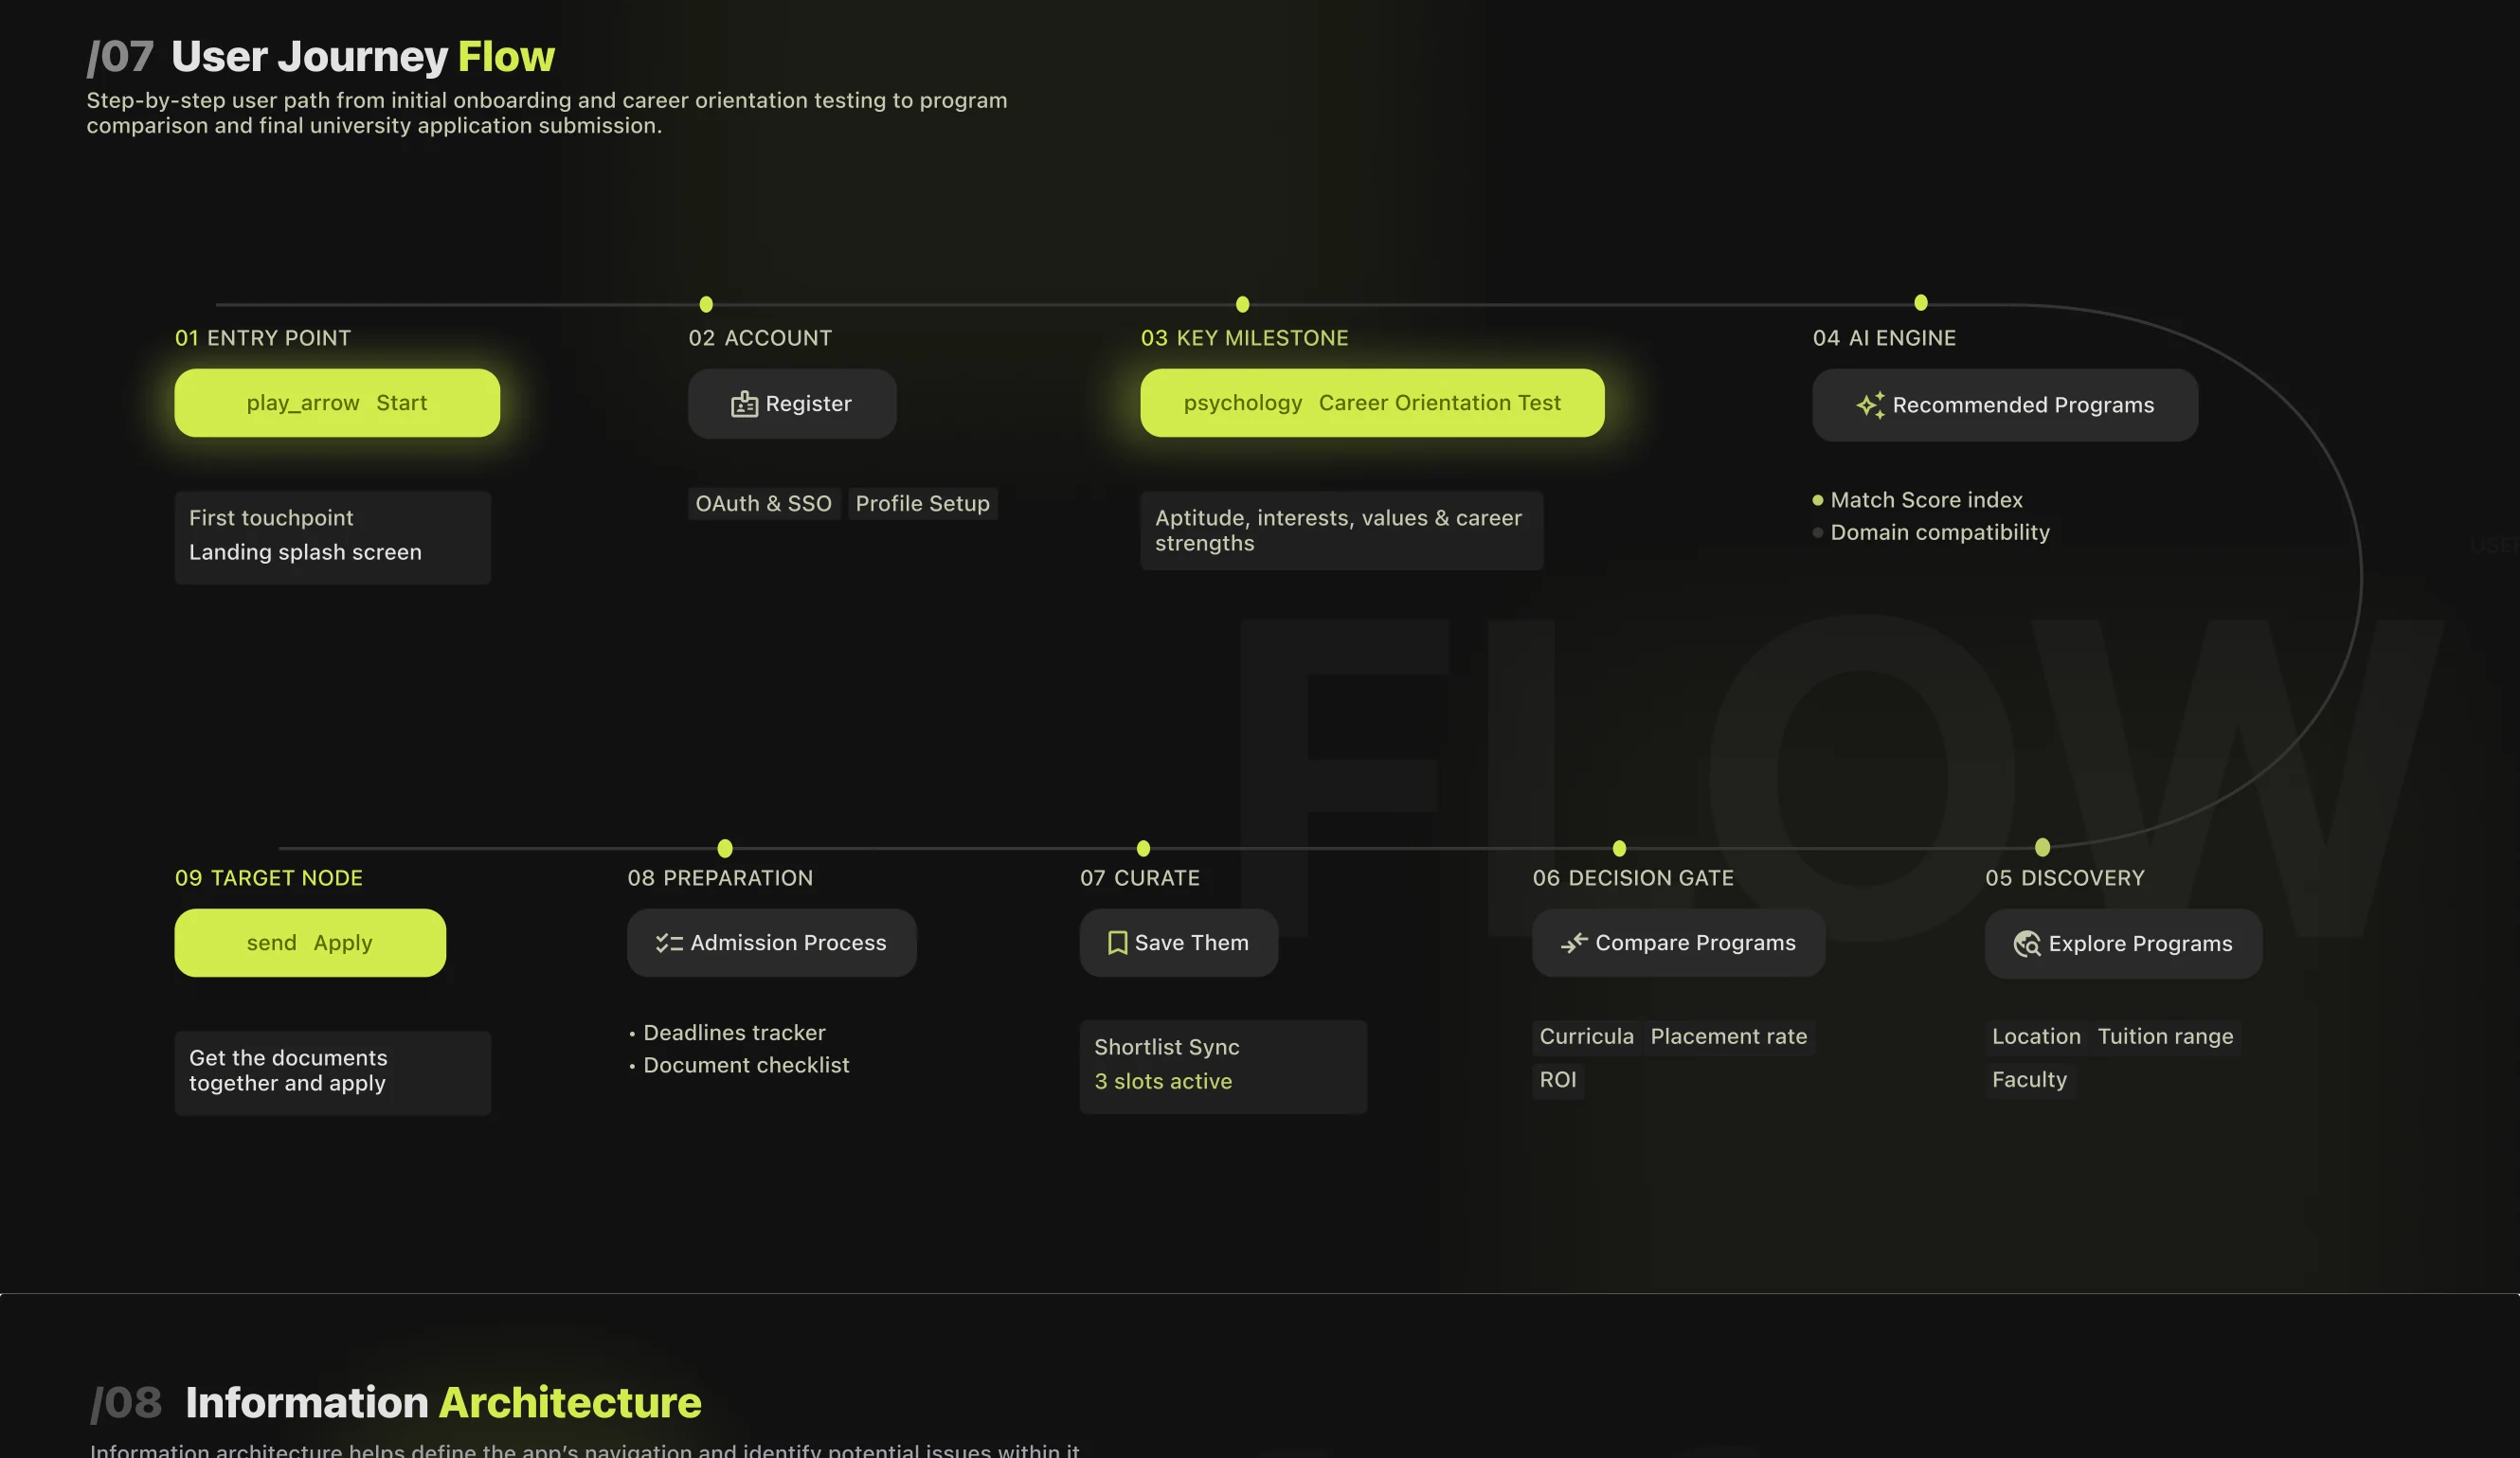 /07 User Journey Flow
Step-by-step user path from initial onboarding and career orientation testing to program
comparison and final university application submission.
01 ENTRY POINT
play_arrow Start
First touchpoint
Landing splash screen
02 ACCOUNT
Register
OAuth & SSO Profile Setup
03 KEY MILESTONE
psychology Career Orientation Test
Aptitude, interests, values & career
strengths
04 AI ENGINE
Recommended Programs
Match Score index
Domain compatibility
FLOW
09 TARGET NODE
send Apply
Get the documents
together and apply
08 PREPARATION
Admission Process
• Deadlines tracker
• Document checklist
07 CURATE
Save Them
Shortlist Sync
3 slots active
06 DECISION GATE
Compare Programs
Curricula Placement rate
ROI
05 DISCOVERY
Explore Programs
Location Tuition range
Faculty
/08 Information Architecture
Information architecture helps define the app's navigation and identify potential issues within it